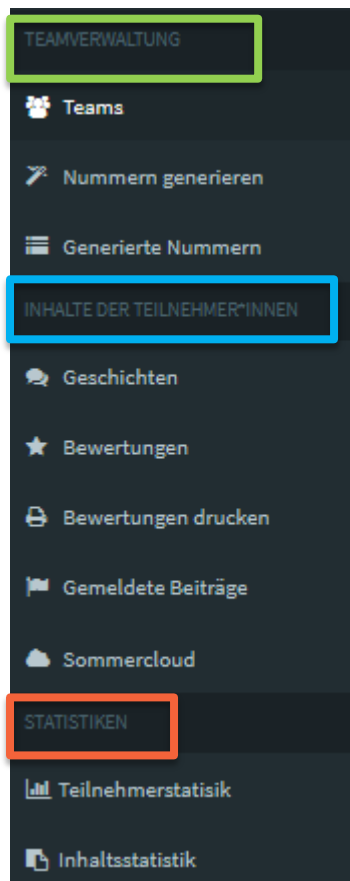 TEAMVERWALTUNG
Teams
Nummern generieren
Generierte Nummern
INHALTE DER TEILNEHMER*INNEN
Geschichten
Bewertungen
Bewertungen drucken
Gemeldete Beiträge
Sommercloud
STATISTIKEN
Teilnehmerstatisik
Inhaltsstatistik